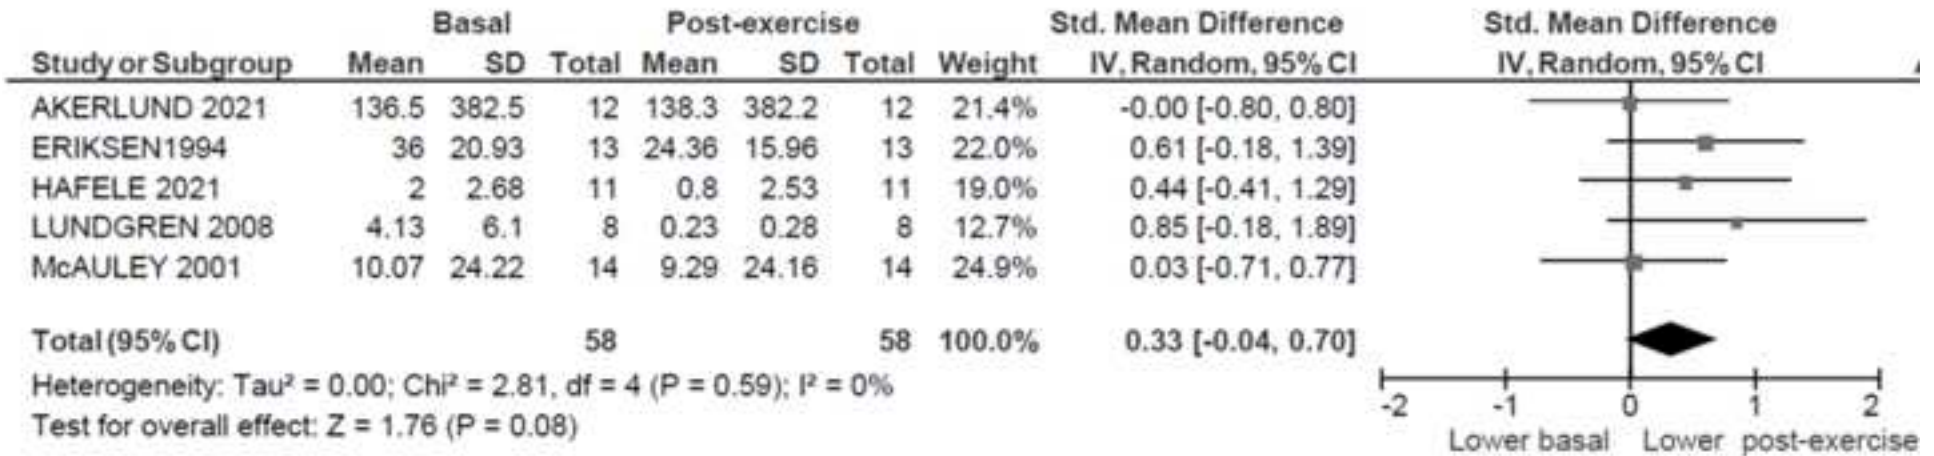 Basal Post-exercise Std. Mean Difference Std. Mean Difference
Study or Subgroup Mean SD Total Mean SD Total Weight IV, Random, 95% CI IV, Random, 95% CI
AKERLUND 2021 136.5 382.5 12 138.3 382.2 12 21.4% -0.00 [-0.80, 0.80]
ERIKSEN1994 36 20.93 13 24.36 15.96 13 22.0% 0.61 [-0.18, 1.39]
HAFELE 2021 2 2.68 11 0.8 2.53 11 19.0% 0.44 [-0.41, 1.29]
LUNDGREN 2008 4.13 6.1 8 0.23 0.28 8 12.7% 0.85 [-0.18, 1.89]
McAULEY 2001 10.07 24.22 14 9.29 24.16 14 24.9% 0.03 [-0.71, 0.77]
Total (95% CI) 58 58 100.0% 0.33 [-0.04, 0.70]
Heterogeneity: Tau² = 0.00; Chi² = 2.81, df = 4 (P = 0.59); I² = 0%
Test for overall effect: Z = 1.76 (P = 0.08)
-2 -1 0 1 2
Lower basal Lower post-exercise